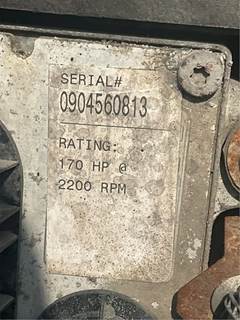 SERIAL#
0904560813
RATING:
170 HP @
2200 RPM